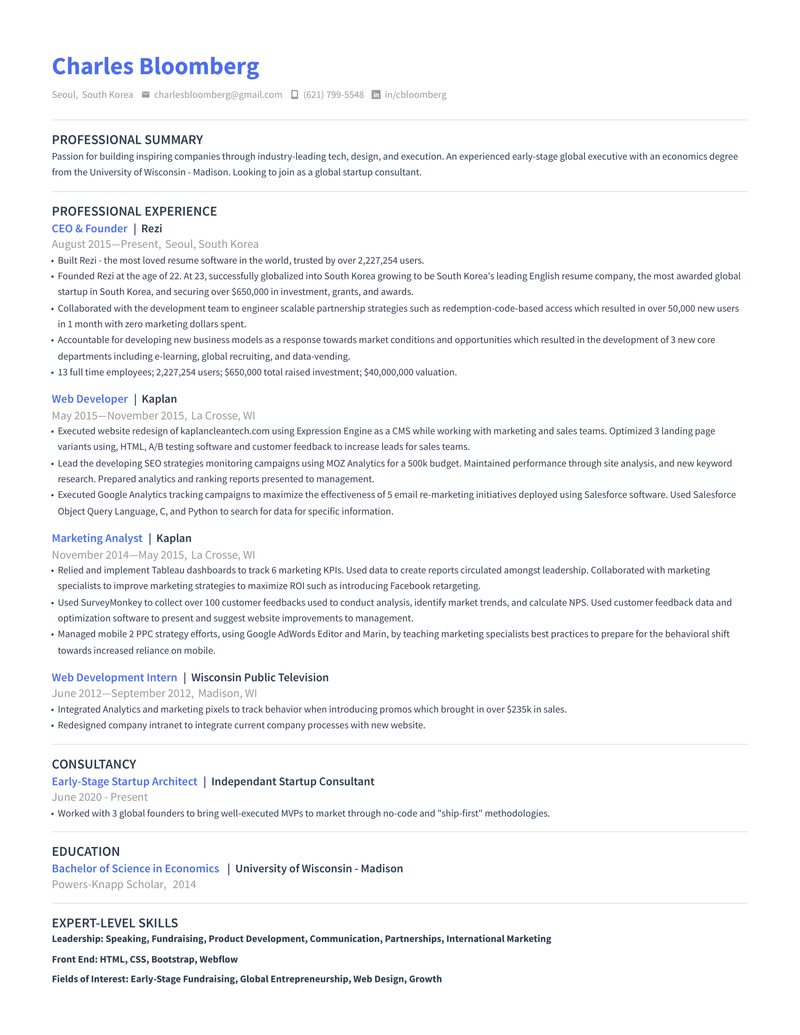 Charles Bloomberg
Seoul, South Korea charlesbloomberg@gmail.com (621) 799-5548 in/cbloomberg
PROFESSIONAL SUMMARY
Passion for building inspiring companies through industry-leading tech, design, and execution. An experienced early-stage global executive with an economics degree
from the University of Wisconsin - Madison. Looking to join as a global startup consultant.
PROFESSIONAL EXPERIENCE
CEO & Founder | Rezi
August 2015—Present, Seoul, South Korea
• Built Rezi - the most loved resume software in the world, trusted by over 2,227,254 users.
• Founded Rezi at the age of 22. At 23, successfully globalized into South Korea growing to be South Korea's leading English resume company, the most awarded global
startup in South Korea, and securing over $650,000 in investment, grants, and awards.
• Collaborated with the development team to engineer scalable partnership strategies such as redemption-code-based access which resulted in over 50,000 new users
in 1 month with zero marketing dollars spent.
• Accountable for developing new business models as a response towards market conditions and opportunities which resulted in the development of 3 new core
departments including e-learning, global recruiting, and data-vending.
• 13 full time employees; 2,227,254 users; $650,000 total raised investment; $40,000,000 valuation.
Web Developer | Kaplan
May 2015—November 2015, La Crosse, WI
• Executed website redesign of kaplancleantech.com using Expression Engine as a CMS while working with marketing and sales teams. Optimized 3 landing page
variants using, HTML, A/B testing software and customer feedback to increase leads for sales teams.
• Lead the developing SEO strategies monitoring campaigns using MOZ Analytics for a 500k budget. Maintained performance through site analysis, and new keyword
research. Prepared analytics and ranking reports presented to management.
• Executed Google Analytics tracking campaigns to maximize the effectiveness of 5 email re-marketing initiatives deployed using Salesforce software. Used Salesforce
Object Query Language, C, and Python to search for data for specific information.
Marketing Analyst | Kaplan
November 2014—May 2015, La Crosse, WI
• Relied and implement Tableau dashboards to track 6 marketing KPIs. Used data to create reports circulated amongst leadership. Collaborated with marketing
specialists to improve marketing strategies to maximize ROI such as introducing Facebook retargeting.
• Used SurveyMonkey to collect over 100 customer feedbacks used to conduct analysis, identify market trends, and calculate NPS. Used customer feedback data and
optimization software to present and suggest website improvements to management.
• Managed mobile 2 PPC strategy efforts, using Google AdWords Editor and Marin, by teaching marketing specialists best practices to prepare for the behavioral shift
towards increased reliance on mobile.
Web Development Intern | Wisconsin Public Television
June 2012—September 2012, Madison, WI
• Integrated Analytics and marketing pixels to track behavior when introducing promos which brought in over $235k in sales.
• Redesigned company intranet to integrate current company processes with new website.
CONSULTANCY
Early-Stage Startup Architect | Independant Startup Consultant
June 2020 - Present
• Worked with 3 global founders to bring well-executed MVPs to market through no-code and "ship-first" methodologies.
EDUCATION
Bachelor of Science in Economics | University of Wisconsin - Madison
Powers-Knapp Scholar, 2014
EXPERT-LEVEL SKILLS
Leadership: Speaking, Fundraising, Product Development, Communication, Partnerships, International Marketing
Front End: HTML, CSS, Bootstrap, Webflow
Fields of Interest: Early-Stage Fundraising, Global Entrepreneurship, Web Design, Growth